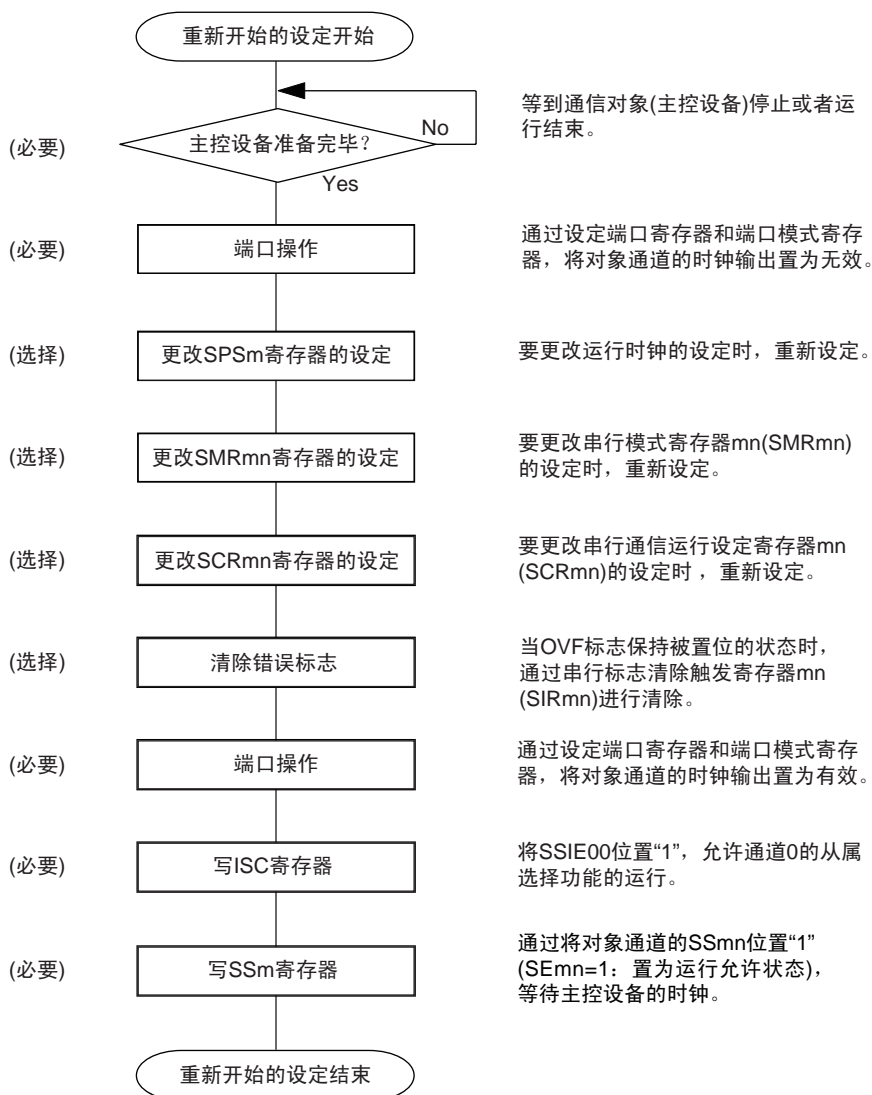 重新开始的设定开始
(必要)
主控设备准备完毕？
No
Yes
等到通信对象(主控设备)停止或者运
行结束。
(必要)
端口操作
通过设定端口寄存器和端口模式寄存
器，将对象通道的时钟输出置为无效。
(选择)
更改SPSm寄存器的设定
要更改运行时钟的设定时，重新设定。
(选择)
更改SMRmn寄存器的设定
要更改串行模式寄存器mn(SMRmn)
的设定时，重新设定。
(选择)
更改SCRmn寄存器的设定
要更改串行通信运行设定寄存器mn
(SCRmn)的设定时，重新设定。
(选择)
清除错误标志
当OVF标志保持被置位的状态时，
通过串行标志清除触发寄存器mn
(SIRmn)进行清除。
(必要)
端口操作
通过设定端口寄存器和端口模式寄存
器，将对象通道的时钟输出置为有效。
(必要)
写ISC寄存器
将SSIE00位置“1”，允许通道0的从属
选择功能的运行。
(必要)
写SSm寄存器
通过将对象通道的SSmn位置“1”
(SEmn=1：置为运行允许状态)，
等待主控设备的时钟。
重新开始的设定结束